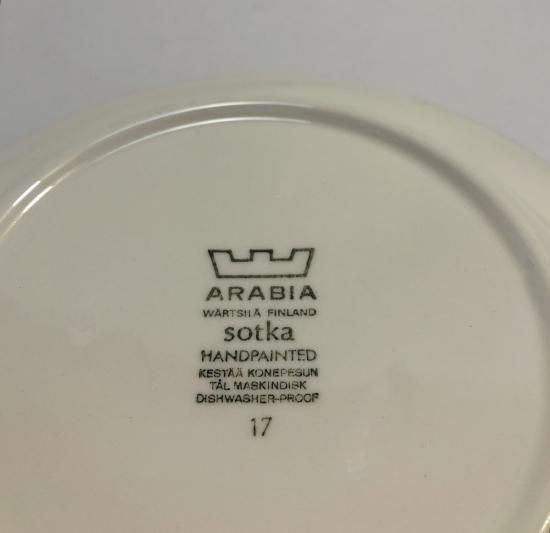 ARABIA
WÄRTSILÄ FINLAND
sotka
HANDPAINTED
KESTÄÄ KONEPESUN
TÅL MASKINDISK
DISHWASHER-PROOF
17